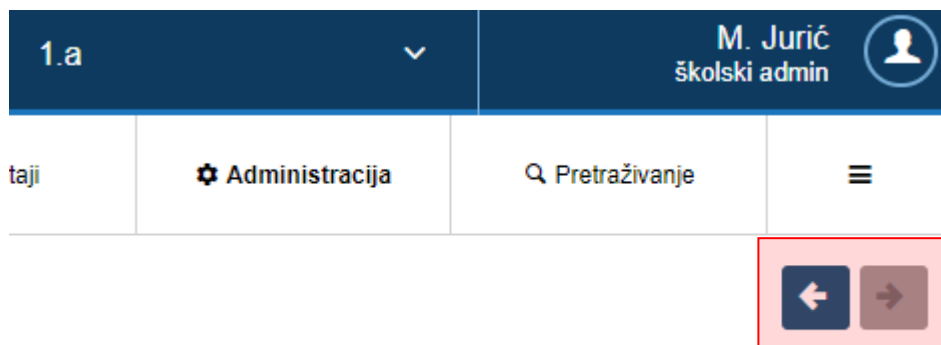 1.a
M. Jurić
školski admin
taji
Administracija
Pretraživanje